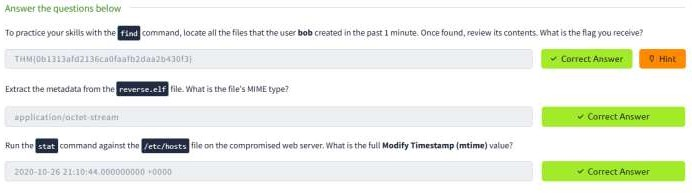 Answer the questions below
To practice your skills with the find command, locate all the files that the user bob created in the past 1 minute. Once found, review its contents. What is the flag you receive?
THM{0b1313afd2136ca0faafb2daa2b430f3}
✓ Correct Answer
Hint
Extract the metadata from the reverse.elf file. What is the file's MIME type?
application/octet-stream
✓ Correct Answer
Run the stat command against the /etc/hosts file on the compromised web server. What is the full Modify Timestamp (mtime) value?
2020-10-26 21:10:44.000000000 +0000
✓ Correct Answer